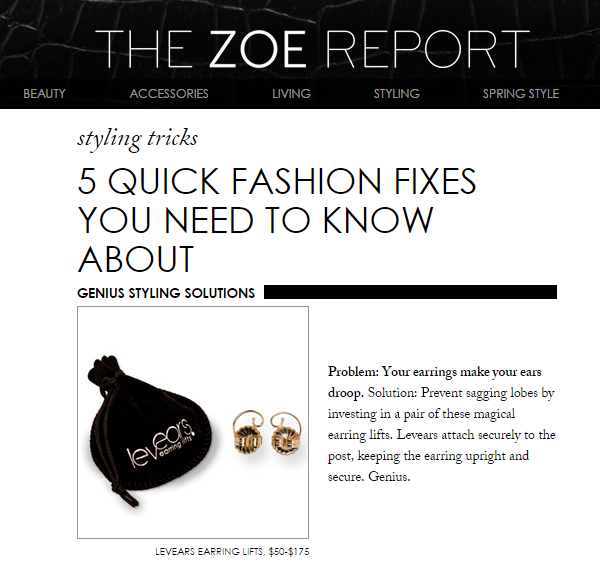 THE ZOE REPORT
BEAUTY ACCESSORIES LIVING STYLING SPRING STYLE
styling tricks
5 QUICK FASHION FIXES
YOU NEED TO KNOW
ABOUT
GENIUS STYLING SOLUTIONS
levears
earring lifts
Problem: Your earrings make your ears
droop. Solution: Prevent sagging lobes by
investing in a pair of these magical
earring lifts. Levears attach securely to the
post, keeping the earring upright and
secure. Genius.
LEVEARS EARRING LIFTS, $50-$175